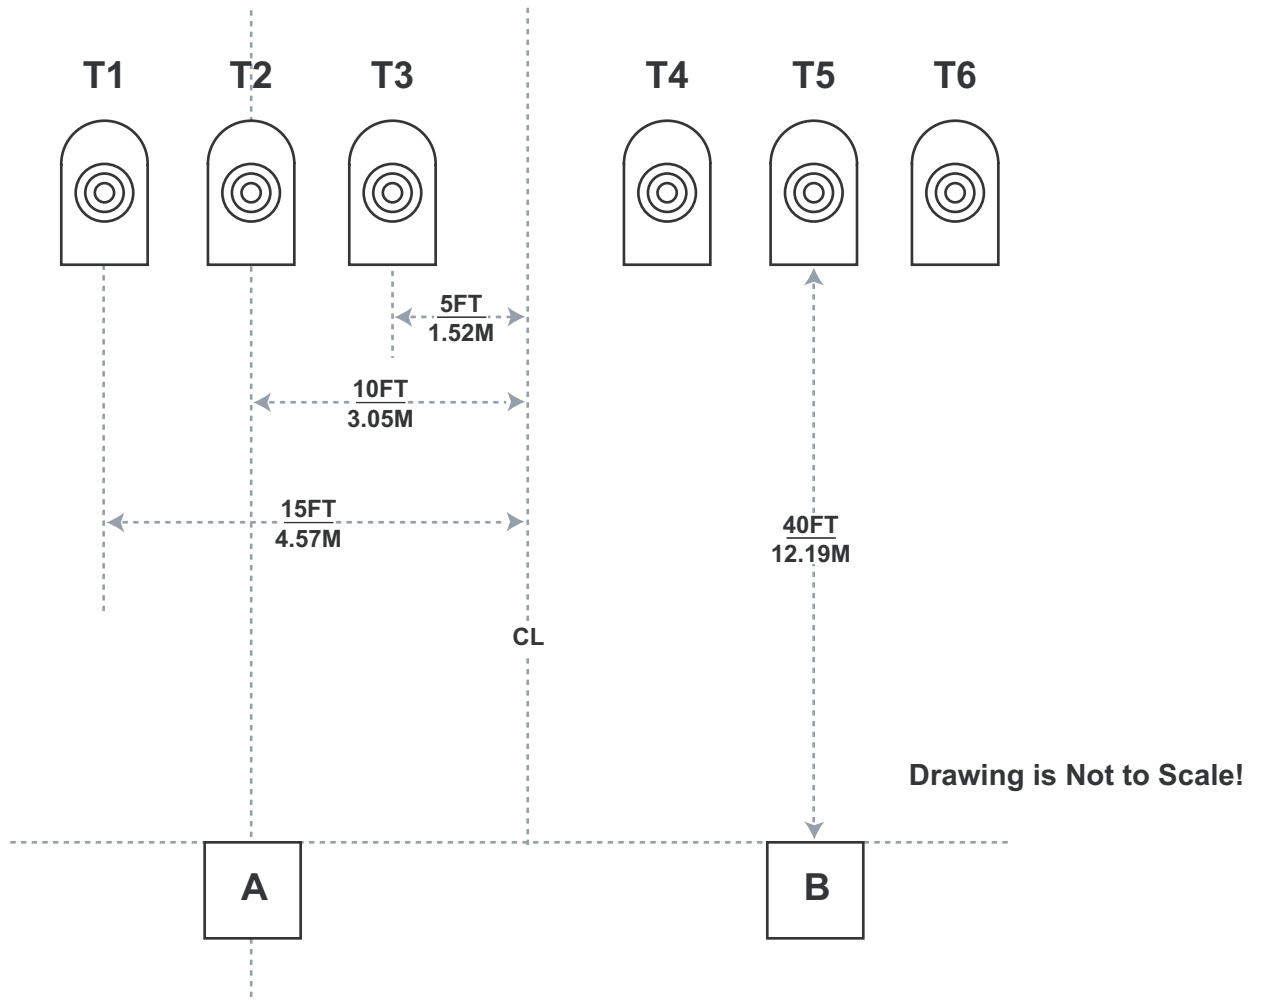 T1 T2 T3 T4 T5 T6
5FT
1.52M
10FT
3.05M
15FT
4.57M
40FT
12.19M
CL
Drawing is Not to Scale!
A B